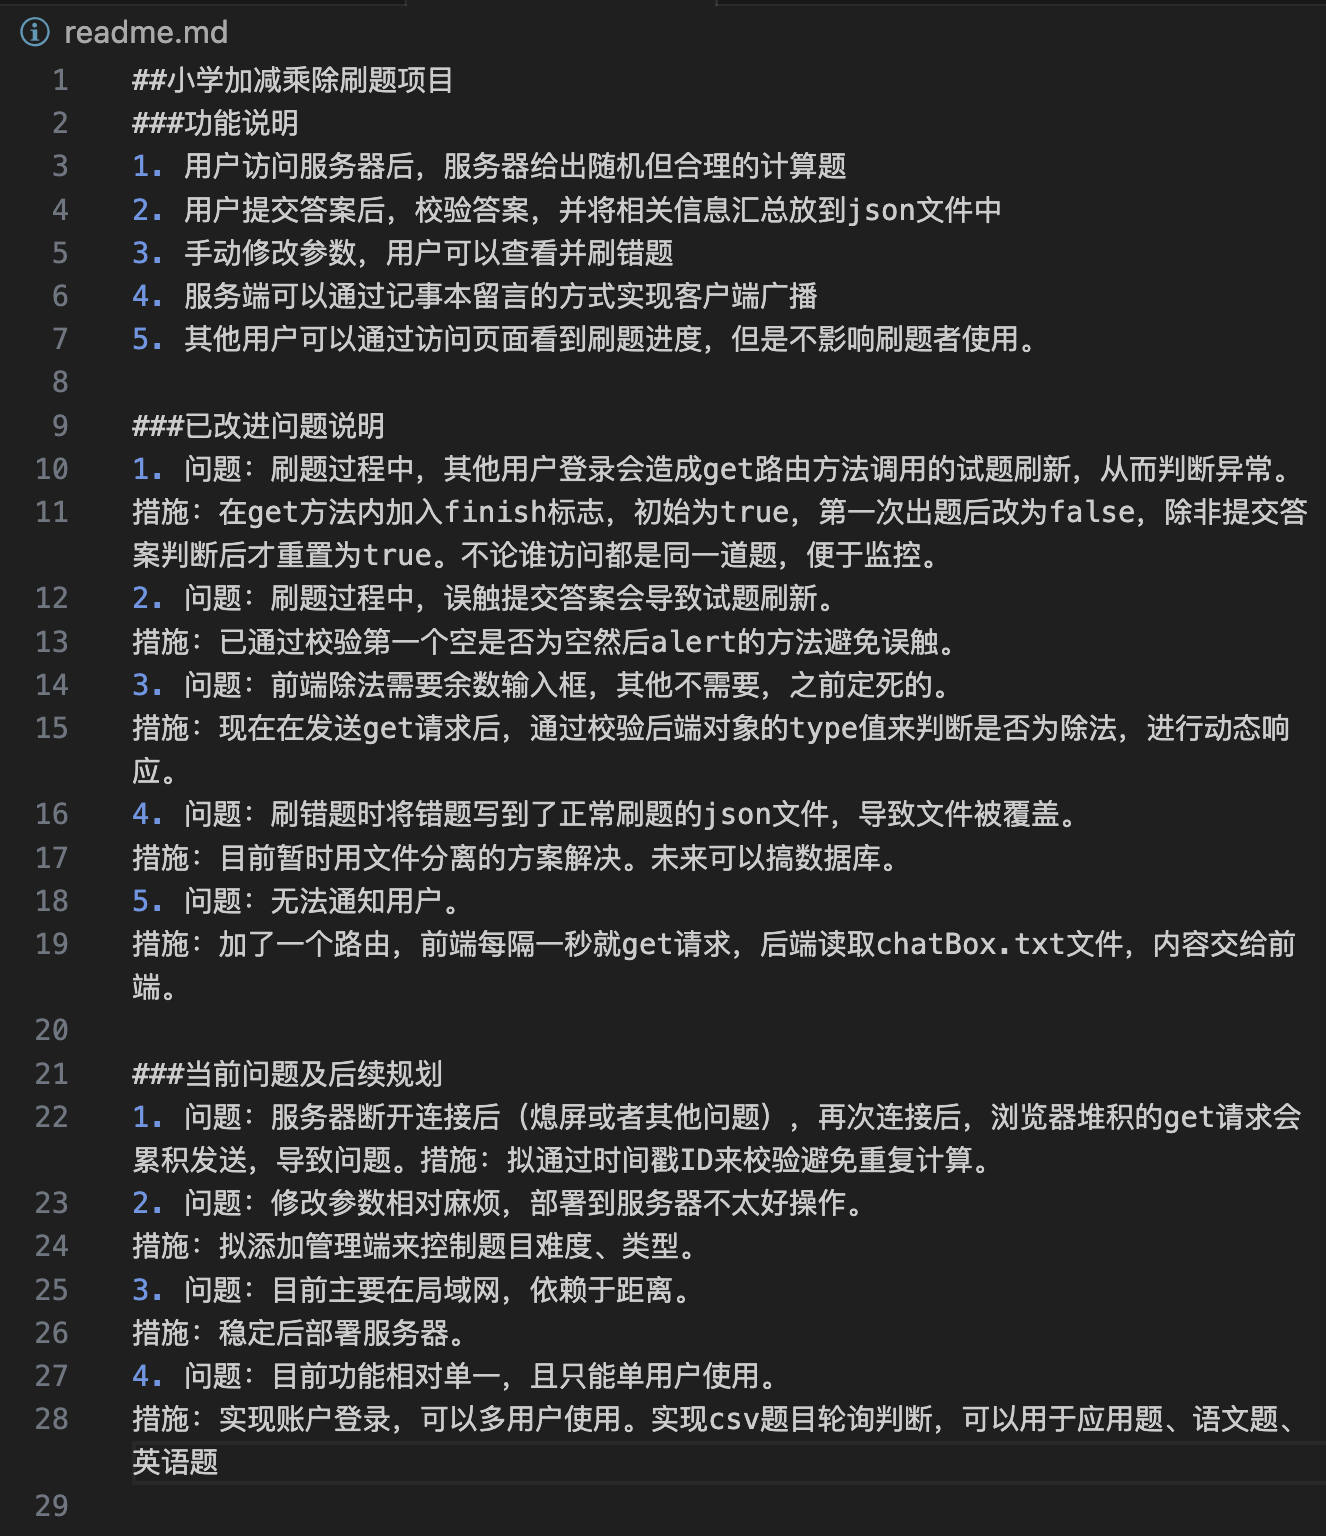 readme.md
1 ##小学加减乘除刷题项目
2 ###功能说明
3 1. 用户访问服务器后，服务器给出随机但合理的计算题
4 2. 用户提交答案后，校验答案，并将相关信息汇总放到json文件中
5 3. 手动修改参数，用户可以查看并刷错题
6 4. 服务端可以通过记事本留言的方式实现客户端广播
7 5. 其他用户可以通过访问页面看到刷题进度，但是不影响刷题者使用。
8
9 ###已改进问题说明
10 1. 问题：刷题过程中，其他用户登录会造成get路由方法调用的试题刷新，从而判断异常。
11 措施：在get方法内加入finish标志，初始为true，第一次出题后改为false，除非提交答
案判断后才重置为true。不论谁访问都是同一道题，便于监控。
12 2. 问题：刷题过程中，误触提交答案会导致试题刷新。
13 措施：已通过校验第一个空是否为空然后alert的方法避免误触。
14 3. 问题：前端除法需要余数输入框，其他不需要，之前定死的。
15 措施：现在在发送get请求后，通过校验后端对象的type值来判断是否为除法，进行动态响
应。
16 4. 问题：刷错题时将错题写到了正常刷题的json文件，导致文件被覆盖。
17 措施：目前暂时用文件分离的方案解决。未来可以搞数据库。
18 5. 问题：无法通知用户。
19 措施：加了一个路由，前端每隔一秒就get请求，后端读取chatBox.txt文件，内容交给前
端。
20
21 ###当前问题及后续规划
22 1. 问题：服务器断开连接后（熄屏或者其他问题），再次连接后，浏览器堆积的get请求会
累积发送，导致问题。措施：拟通过时间戳ID来校验避免重复计算。
23 2. 问题：修改参数相对麻烦，部署到服务器不太好操作。
24 措施：拟添加管理端来控制题目难度、类型。
25 3. 问题：目前主要在局域网，依赖于距离。
26 措施：稳定后部署服务器。
27 4. 问题：目前功能相对单一，且只能单用户使用。
28 措施：实现账户登录，可以多用户使用。实现csv题目轮询判断，可以用于应用题、语文题、
英语题
29